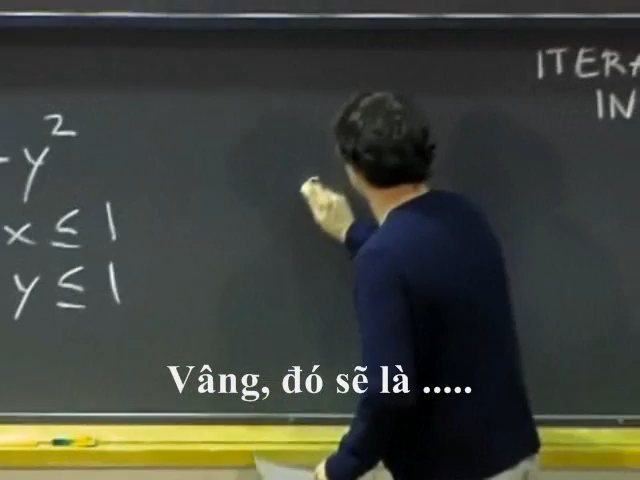 - y²
x ≤ 1
y ≤ 1
ITERA
IN
Vâng, đó sẽ là .....